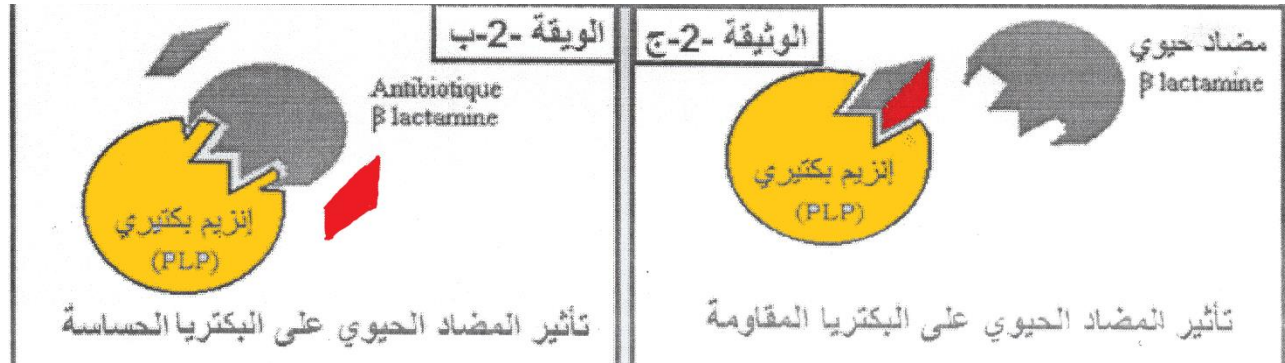 الوثيقة -2-ج
مضاد حيوي
β lactamine
إنزيم بكتيري
(PLP)
تأثير المضاد الحيوي على البكتريا المقاومة
الويقة -2-ب
Antibiotique
β lactamine
إنزيم بكتيري
(PLP)
تأثير المضاد الحيوي على البكتريا الحساسة